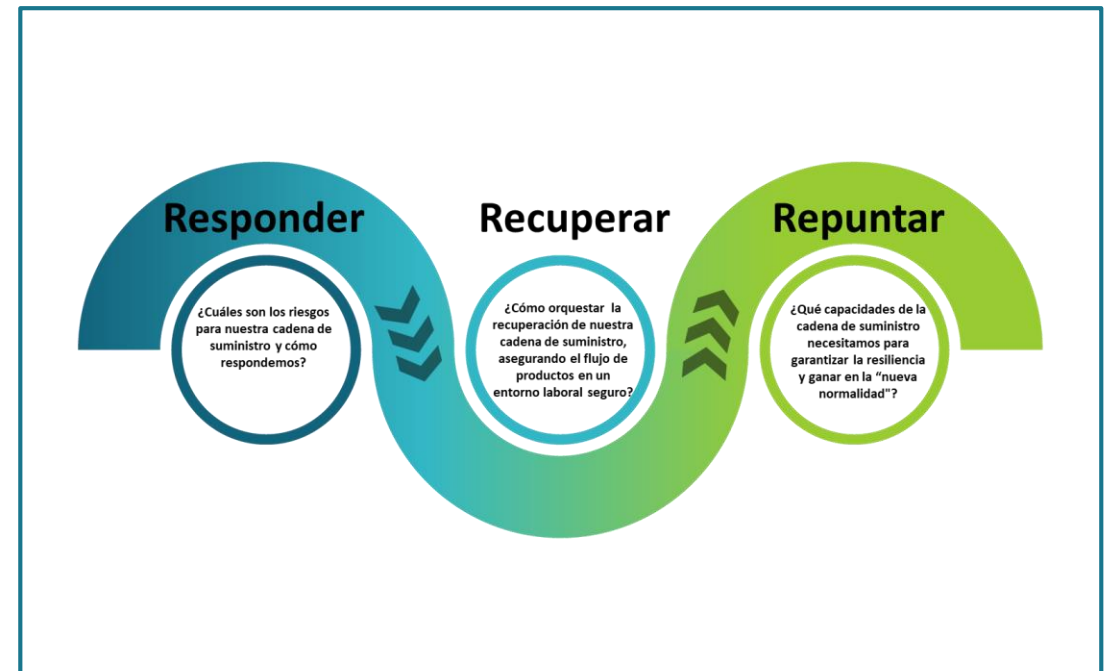 Responder
¿Cuáles son los riesgos
para nuestra cadena de
suministro y cómo
respondemos?
Recuperar
¿Cómo orquestar la
recuperación de nuestra
cadena de suministro,
asegurando el flujo de
productos en un
entorno laboral seguro?
Repuntar
¿Qué capacidades de la
cadena de suministro
necesitamos para
garantizar la resiliencia
y ganar en la “nueva
normalidad"?